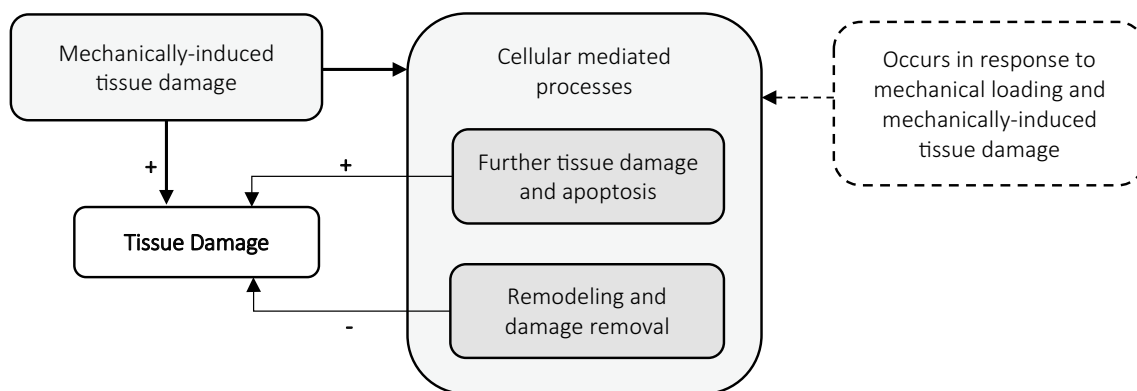 Mechanically-induced
tissue damage
Cellular mediated
processes
Occurs in response to
mechanical loading and
mechanically-induced
tissue damage
+
+
Further tissue damage
and apoptosis
Tissue Damage
Remodeling and
damage removal
-